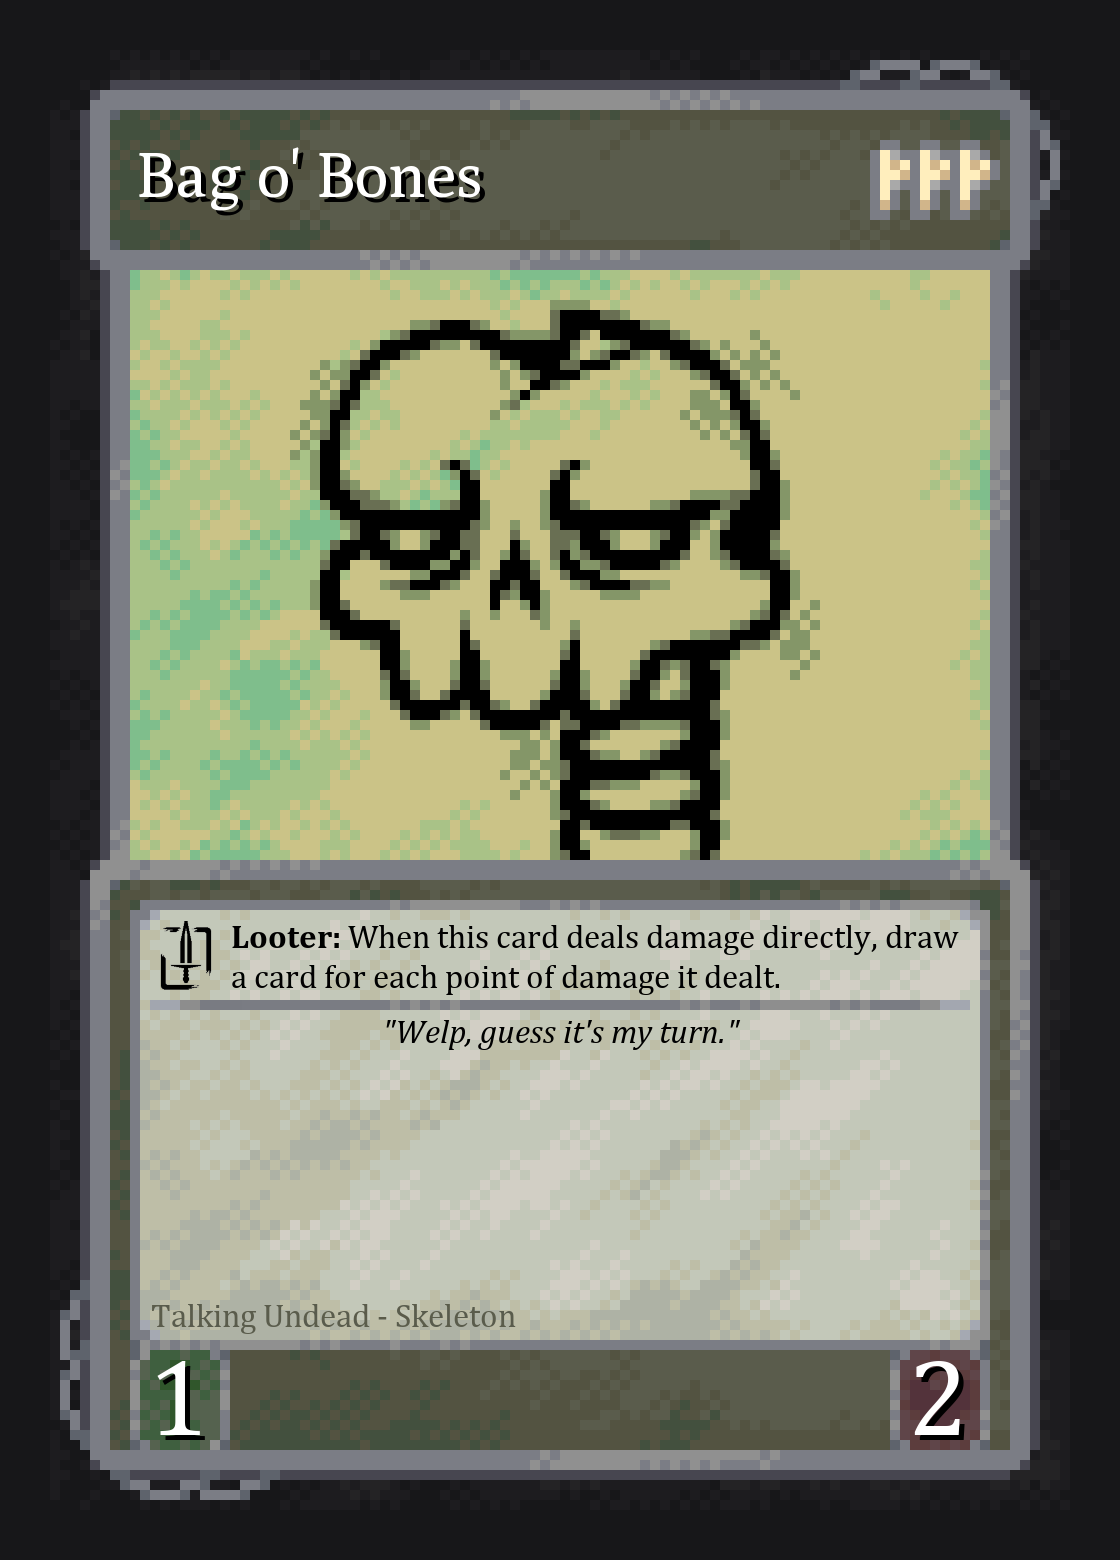 Bag o' Bones
Looter: When this card deals damage directly, draw
a card for each point of damage it dealt.
"Welp, guess it's my turn."
Talking Undead - Skeleton
1
2